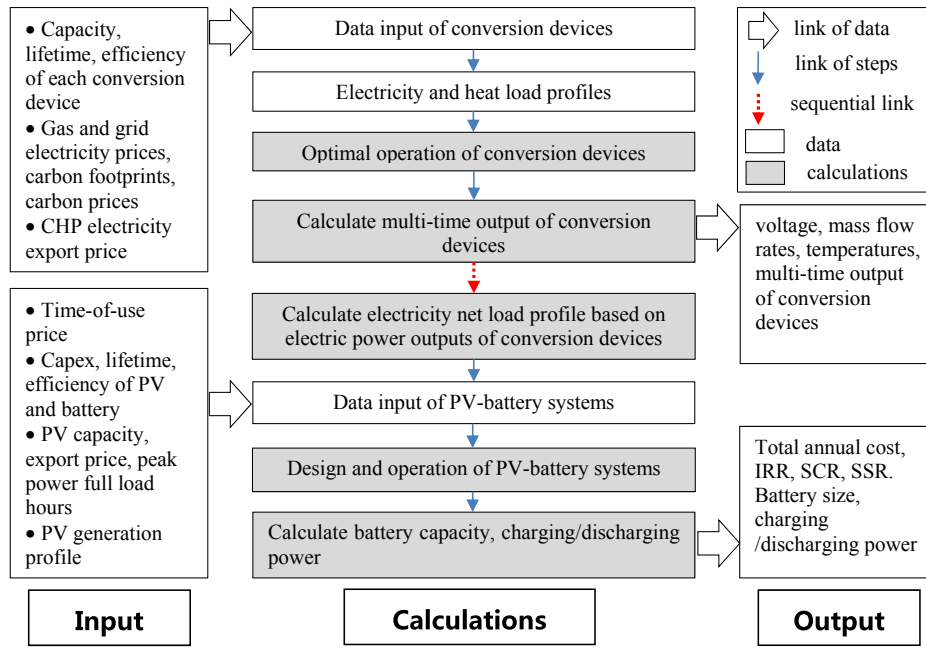 • Capacity,
lifetime, efficiency
of each conversion
device
• Gas and grid
electricity prices,
carbon footprints,
carbon prices
• CHP electricity
export price
• Time-of-use
price
• Capex, lifetime,
efficiency of PV
and battery
• PV capacity,
export price, peak
power full load
hours
• PV generation
profile
Input
Data input of conversion devices
Electricity and heat load profiles
Optimal operation of conversion devices
Calculate multi-time output of conversion
devices
Calculate electricity net load profile based on
electric power outputs of conversion devices
Data input of PV-battery systems
Design and operation of PV-battery systems
Calculate battery capacity, charging/discharging
power
Calculations
link of data
link of steps
sequential link
data
calculations
voltage, mass flow
rates, temperatures,
multi-time output
of conversion
devices
Total annual cost,
IRR, SCR, SSR.
Battery size,
charging
/discharging power
Output